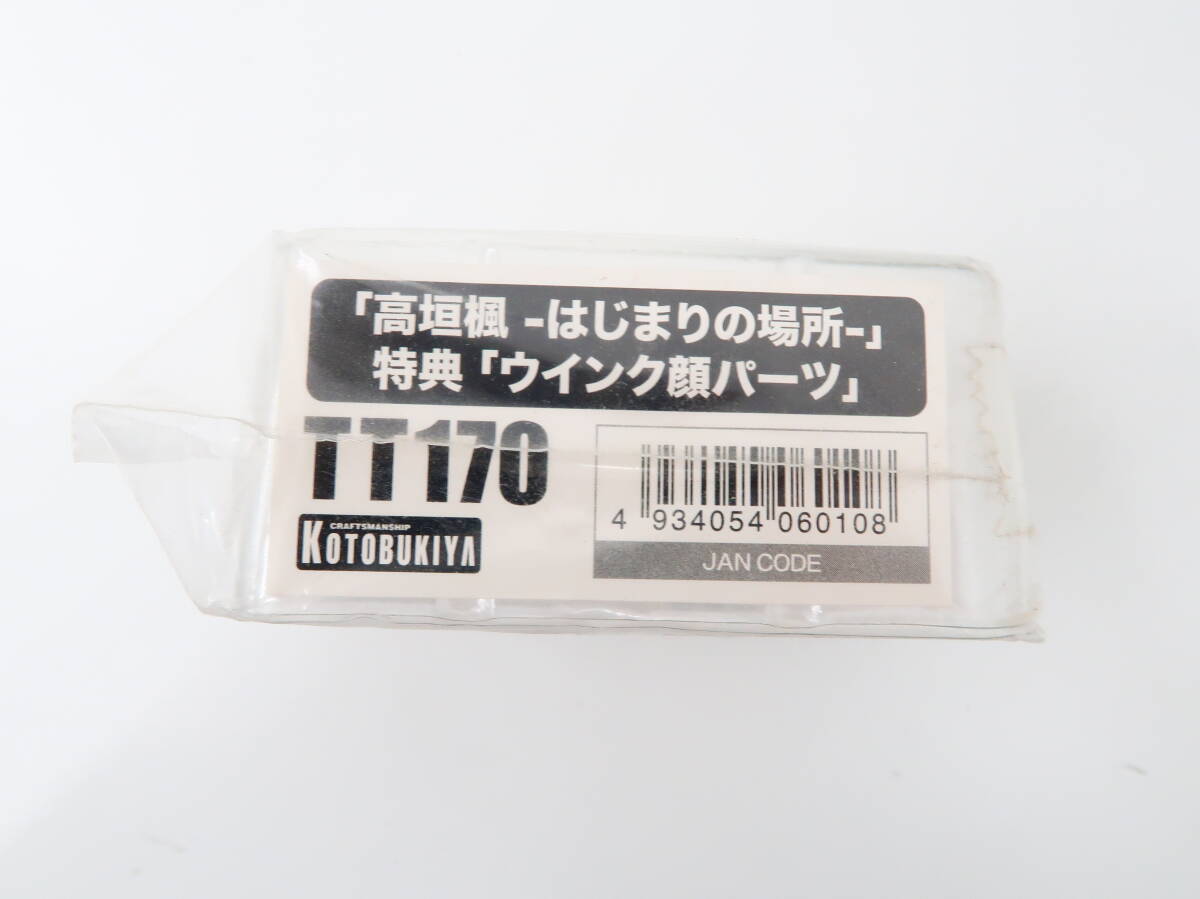 「高垣楓 -はじまりの場所-」
特典「ウインク顔パーツ」
TT170
CRAFTSMANSHIP
KOTOBUKIYA
4 934054 060108
JAN CODE